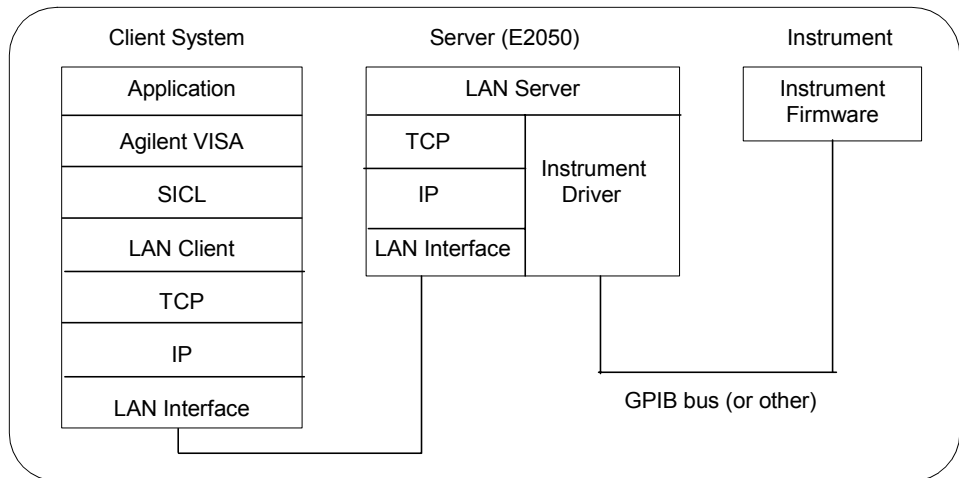 Client System
Application
Agilent VISA
SICL
LAN Client
TCP
IP
LAN Interface
Server (E2050)
LAN Server
TCP
IP
LAN Interface
Instrument
Driver
Instrument
Instrument
Firmware
GPIB bus (or other)